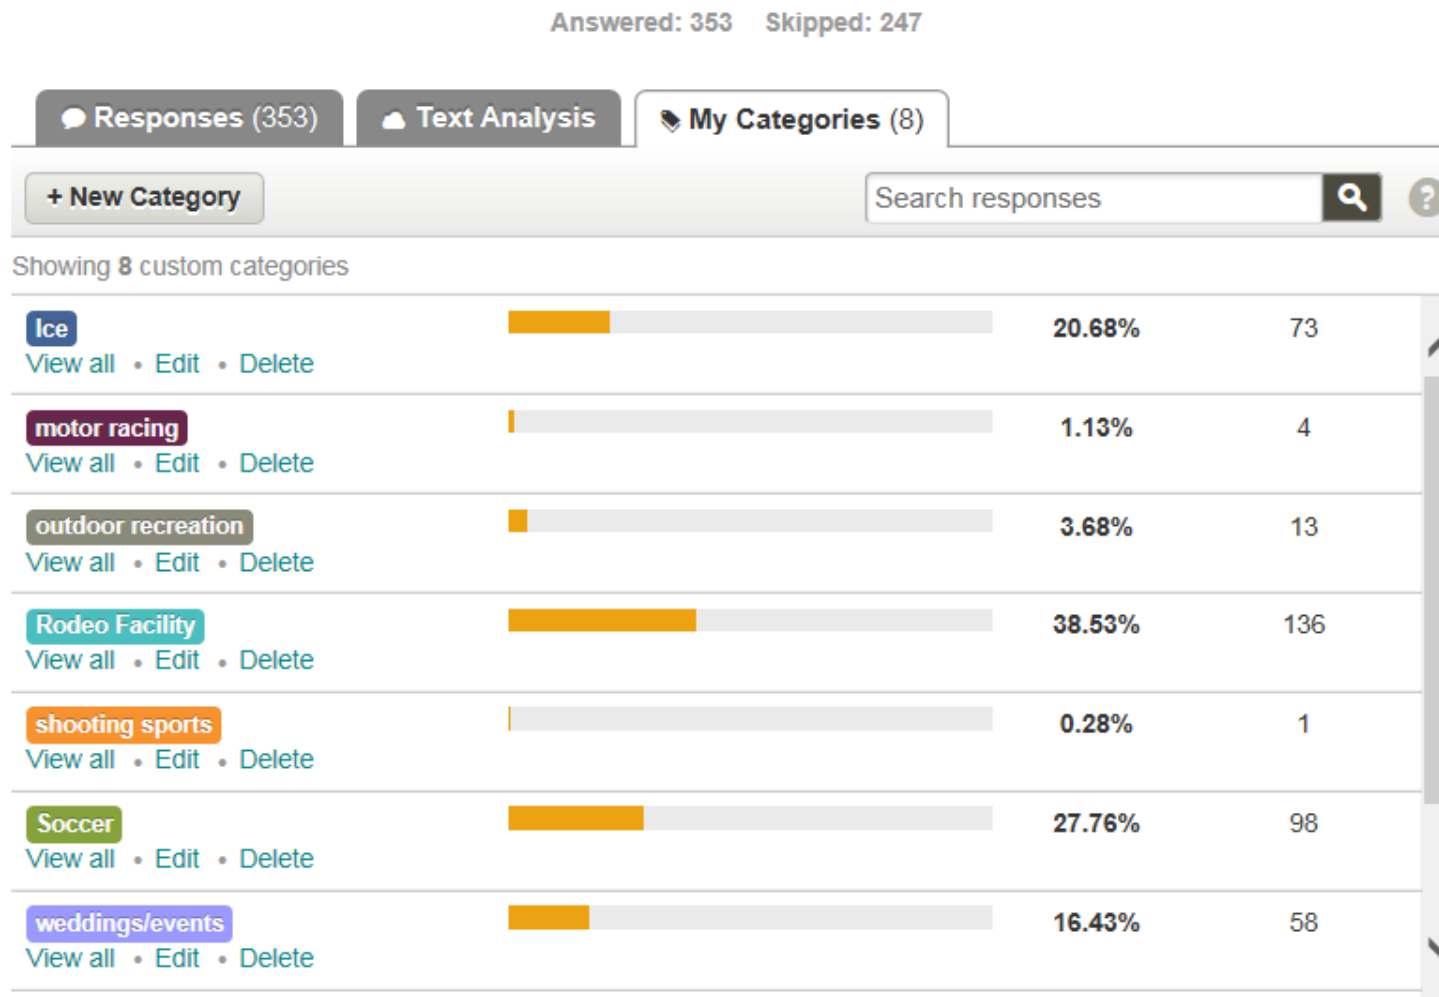 Answered: 353 Skipped: 247
Responses (353) Text Analysis My Categories (8)
+ New Category Search responses ?
Showing 8 custom categories
Ice 20.68% 73
View all • Edit • Delete
motor racing 1.13% 4
View all • Edit • Delete
outdoor recreation 3.68% 13
View all • Edit • Delete
Rodeo Facility 38.53% 136
View all • Edit • Delete
shooting sports 0.28% 1
View all • Edit • Delete
Soccer 27.76% 98
View all • Edit • Delete
weddings/events 16.43% 58
View all • Edit • Delete